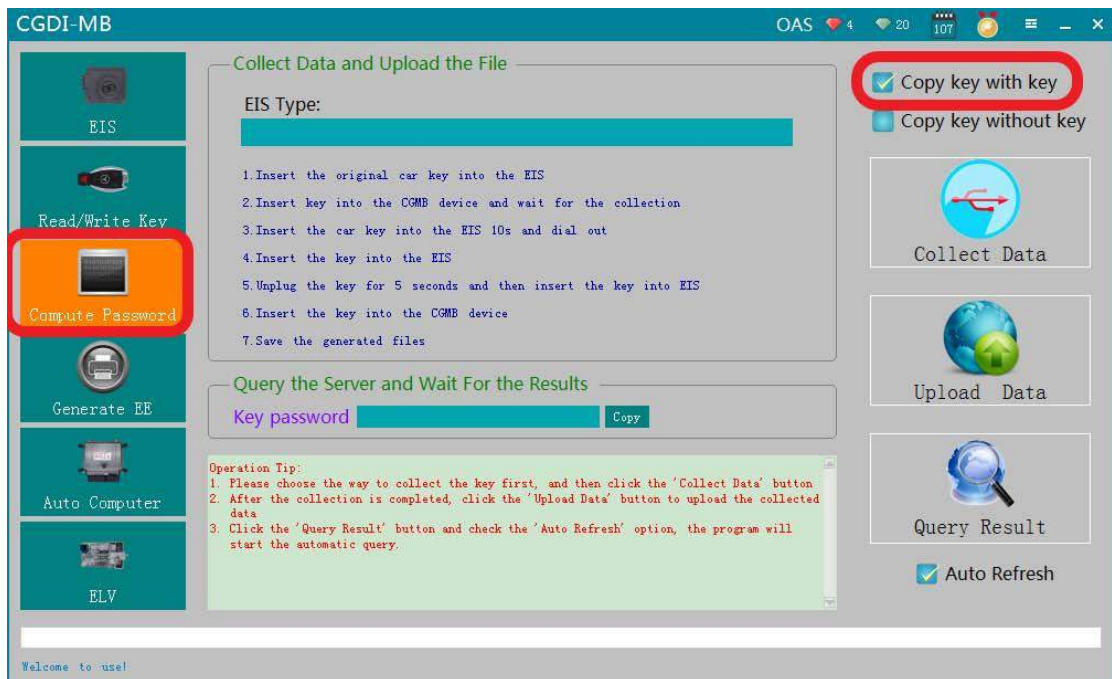 CGDI-MB
OAS 4 20 107
EIS
Read/Write Key
Compute Password
Generate EE
Auto Computer
ELV
Collect Data and Upload the File
EIS Type:
1.Insert the original car key into the EIS
2.Insert key into the CGMB device and wait for the collection
3.Insert the car key into the EIS 10s and dial out
4.Insert the key into the EIS
5.Unplug the key for 5 seconds and then insert the key into EIS
6.Insert the key into the CGMB device
7.Save the generated files
Query the Server and Wait For the Results
Key password Copy
Operation Tip:
1. Please choose the way to collect the key first, and then click the 'Collect Data' button
2. After the collection is completed, click the 'Upload Data' button to upload the collected
data
3. Click the 'Query Result' button and check the 'Auto Refresh' option, the program will
start the automatic query.
Copy key with key
Copy key without key
Collect Data
Upload Data
Query Result
Auto Refresh
Welcome to use!